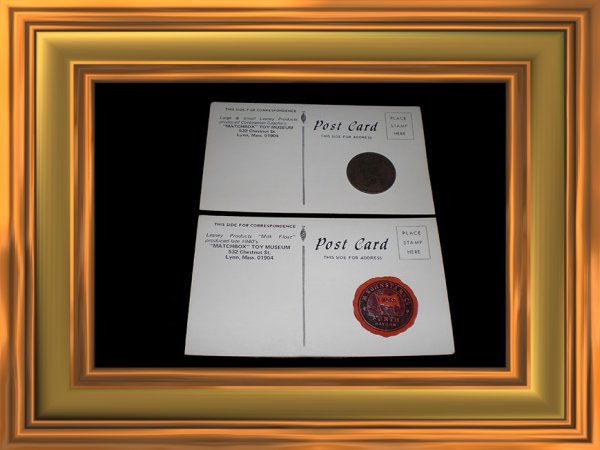 THIS SIDE FOR CORRESPONDENCE
Large & Small Lesney Products
produced Coronation Coache's.
"MATCHBOX" TOY MUSEUM
532 Chestnut St.
Lynn, Mass. 01904
Post Card
THIS SIDE FOR ADDRESS
PLACE
STAMP
HERE
THIS SIDE FOR CORRESPONDENCE
Lesney Products "Milk Float"
produced late 1940's.
"MATCHBOX" TOY MUSEUM
532 Chestnut St.
Lynn, Mass. 01904
Post Card
THIS SIDE FOR ADDRESS
PLACE
STAMP
HERE
FÜRTH
BAVARIA